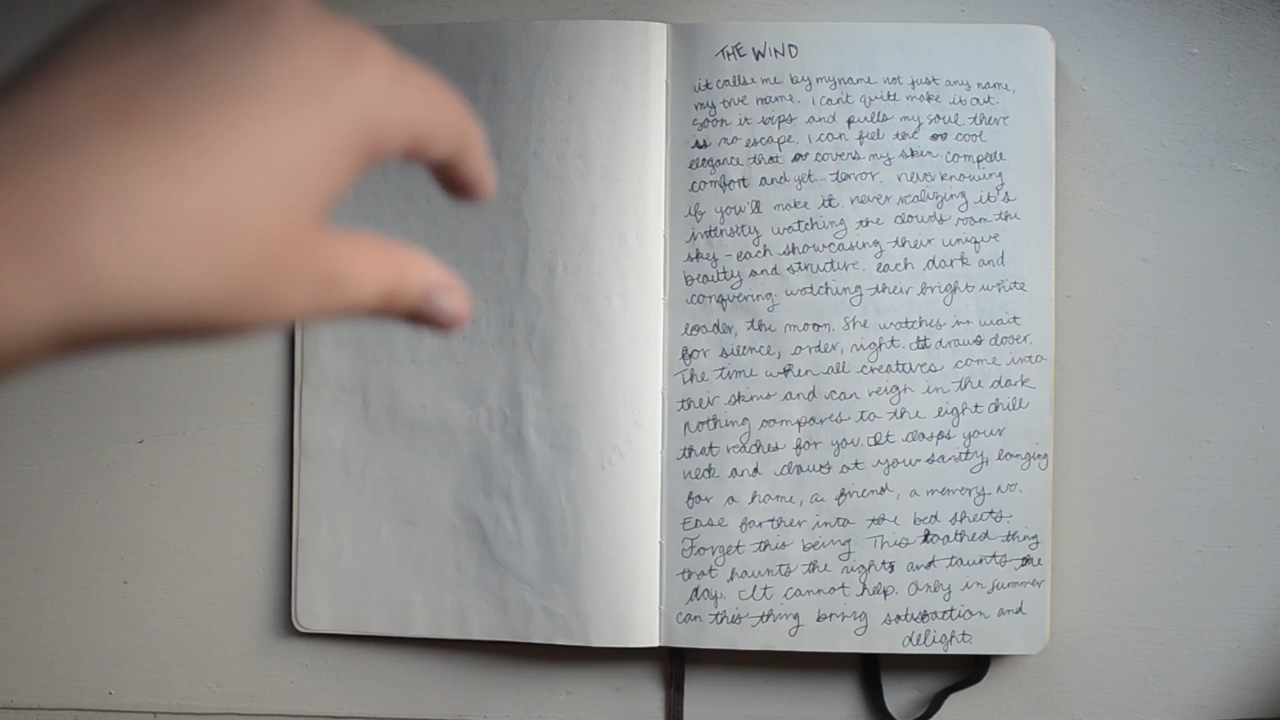 THE WIND
it calls me by my name not just any name,
my true name. I can't quite make it out.
Soon it rips and pulls my soul. there
is no escape. I can feel the cool
elegance that covers my skin. compede
comfort and yet... terror. never knowing
if you'll make it. never realizing it's
intensity watching the clouds roam the
sky - each showcasing their unique
beauty and structure. each dark and
conquering. watching their bright white
leader, the moon. She watches in wait
for silence, order, night. It draws closer.
The time when all creatures come into
their skins and can reign in the dark
nothing compares to the eight chill
that reaches for you. It clasps your
neck and claws at your sanity, longing
for a home, a friend, a memory. No.
Ease farther into the bed sheets.
Forget this being. This loathed thing
that haunts the nights and taunts the
day. It cannot help. Only in summer
can this thing bring satisfaction and
delight.